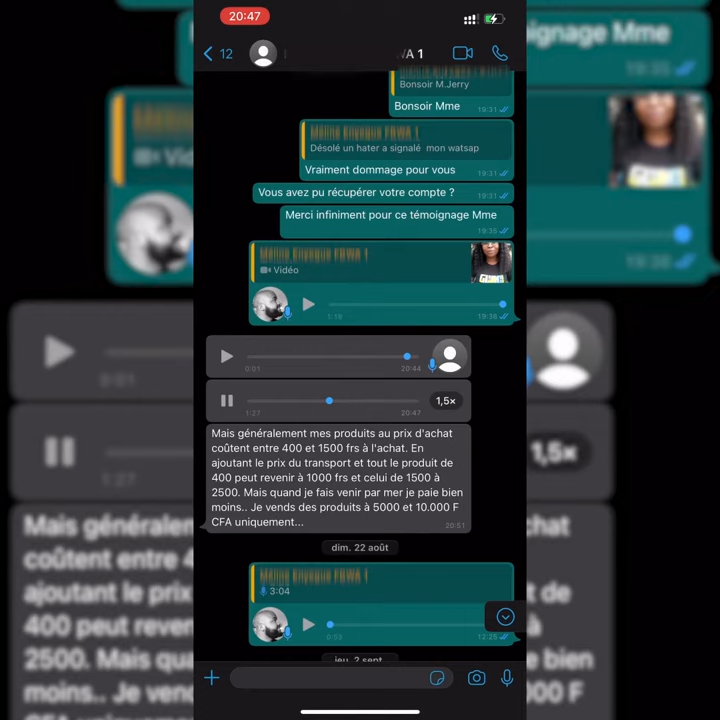 20:47
12
VA 1
Bonsoir M.Jerry
Bonsoir Mme
19:31
Désolé un hater a signalé mon watsap
Vraiment dommage pour vous
19:31
Vous avez pu récupérer votre compte ?
19:31
Merci infiniment pour ce témoignage Mme
19:35
Vidéo
1:18
19:38
0:01
20:44
1:27
20:47
1,5×
Mais généralement mes produits au prix d'achat
coûtent entre 400 et 1500 frs à l'achat. En
ajoutant le prix du transport et tout le produit de
400 peut revenir à 1000 frs et celui de 1500 à
2500. Mais quand je fais venir par mer je paie bien
moins.. Je vends des produits à 5000 et 10.000 F
CFA uniquement...
20:51
dim. 22 août
3:04
0:53
12:25
jeu. 2 sept.